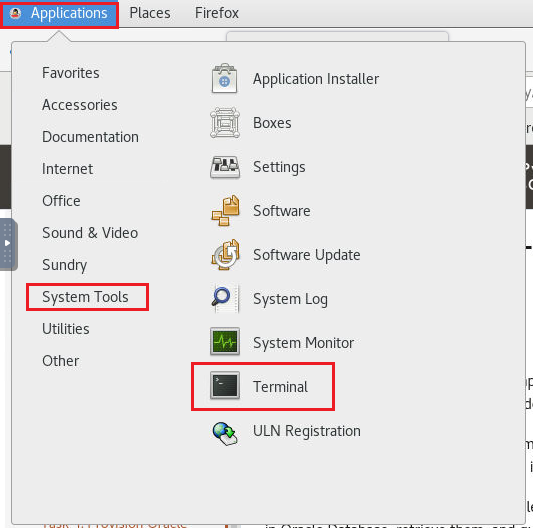 Applications Places Firefox
Favorites
Accessories
Documentation
Internet
Office
Sound & Video
Sundry
System Tools
Utilities
Other
Application Installer
Boxes
Settings
Software
Software Update
System Log
System Monitor
Terminal
ULN Registration